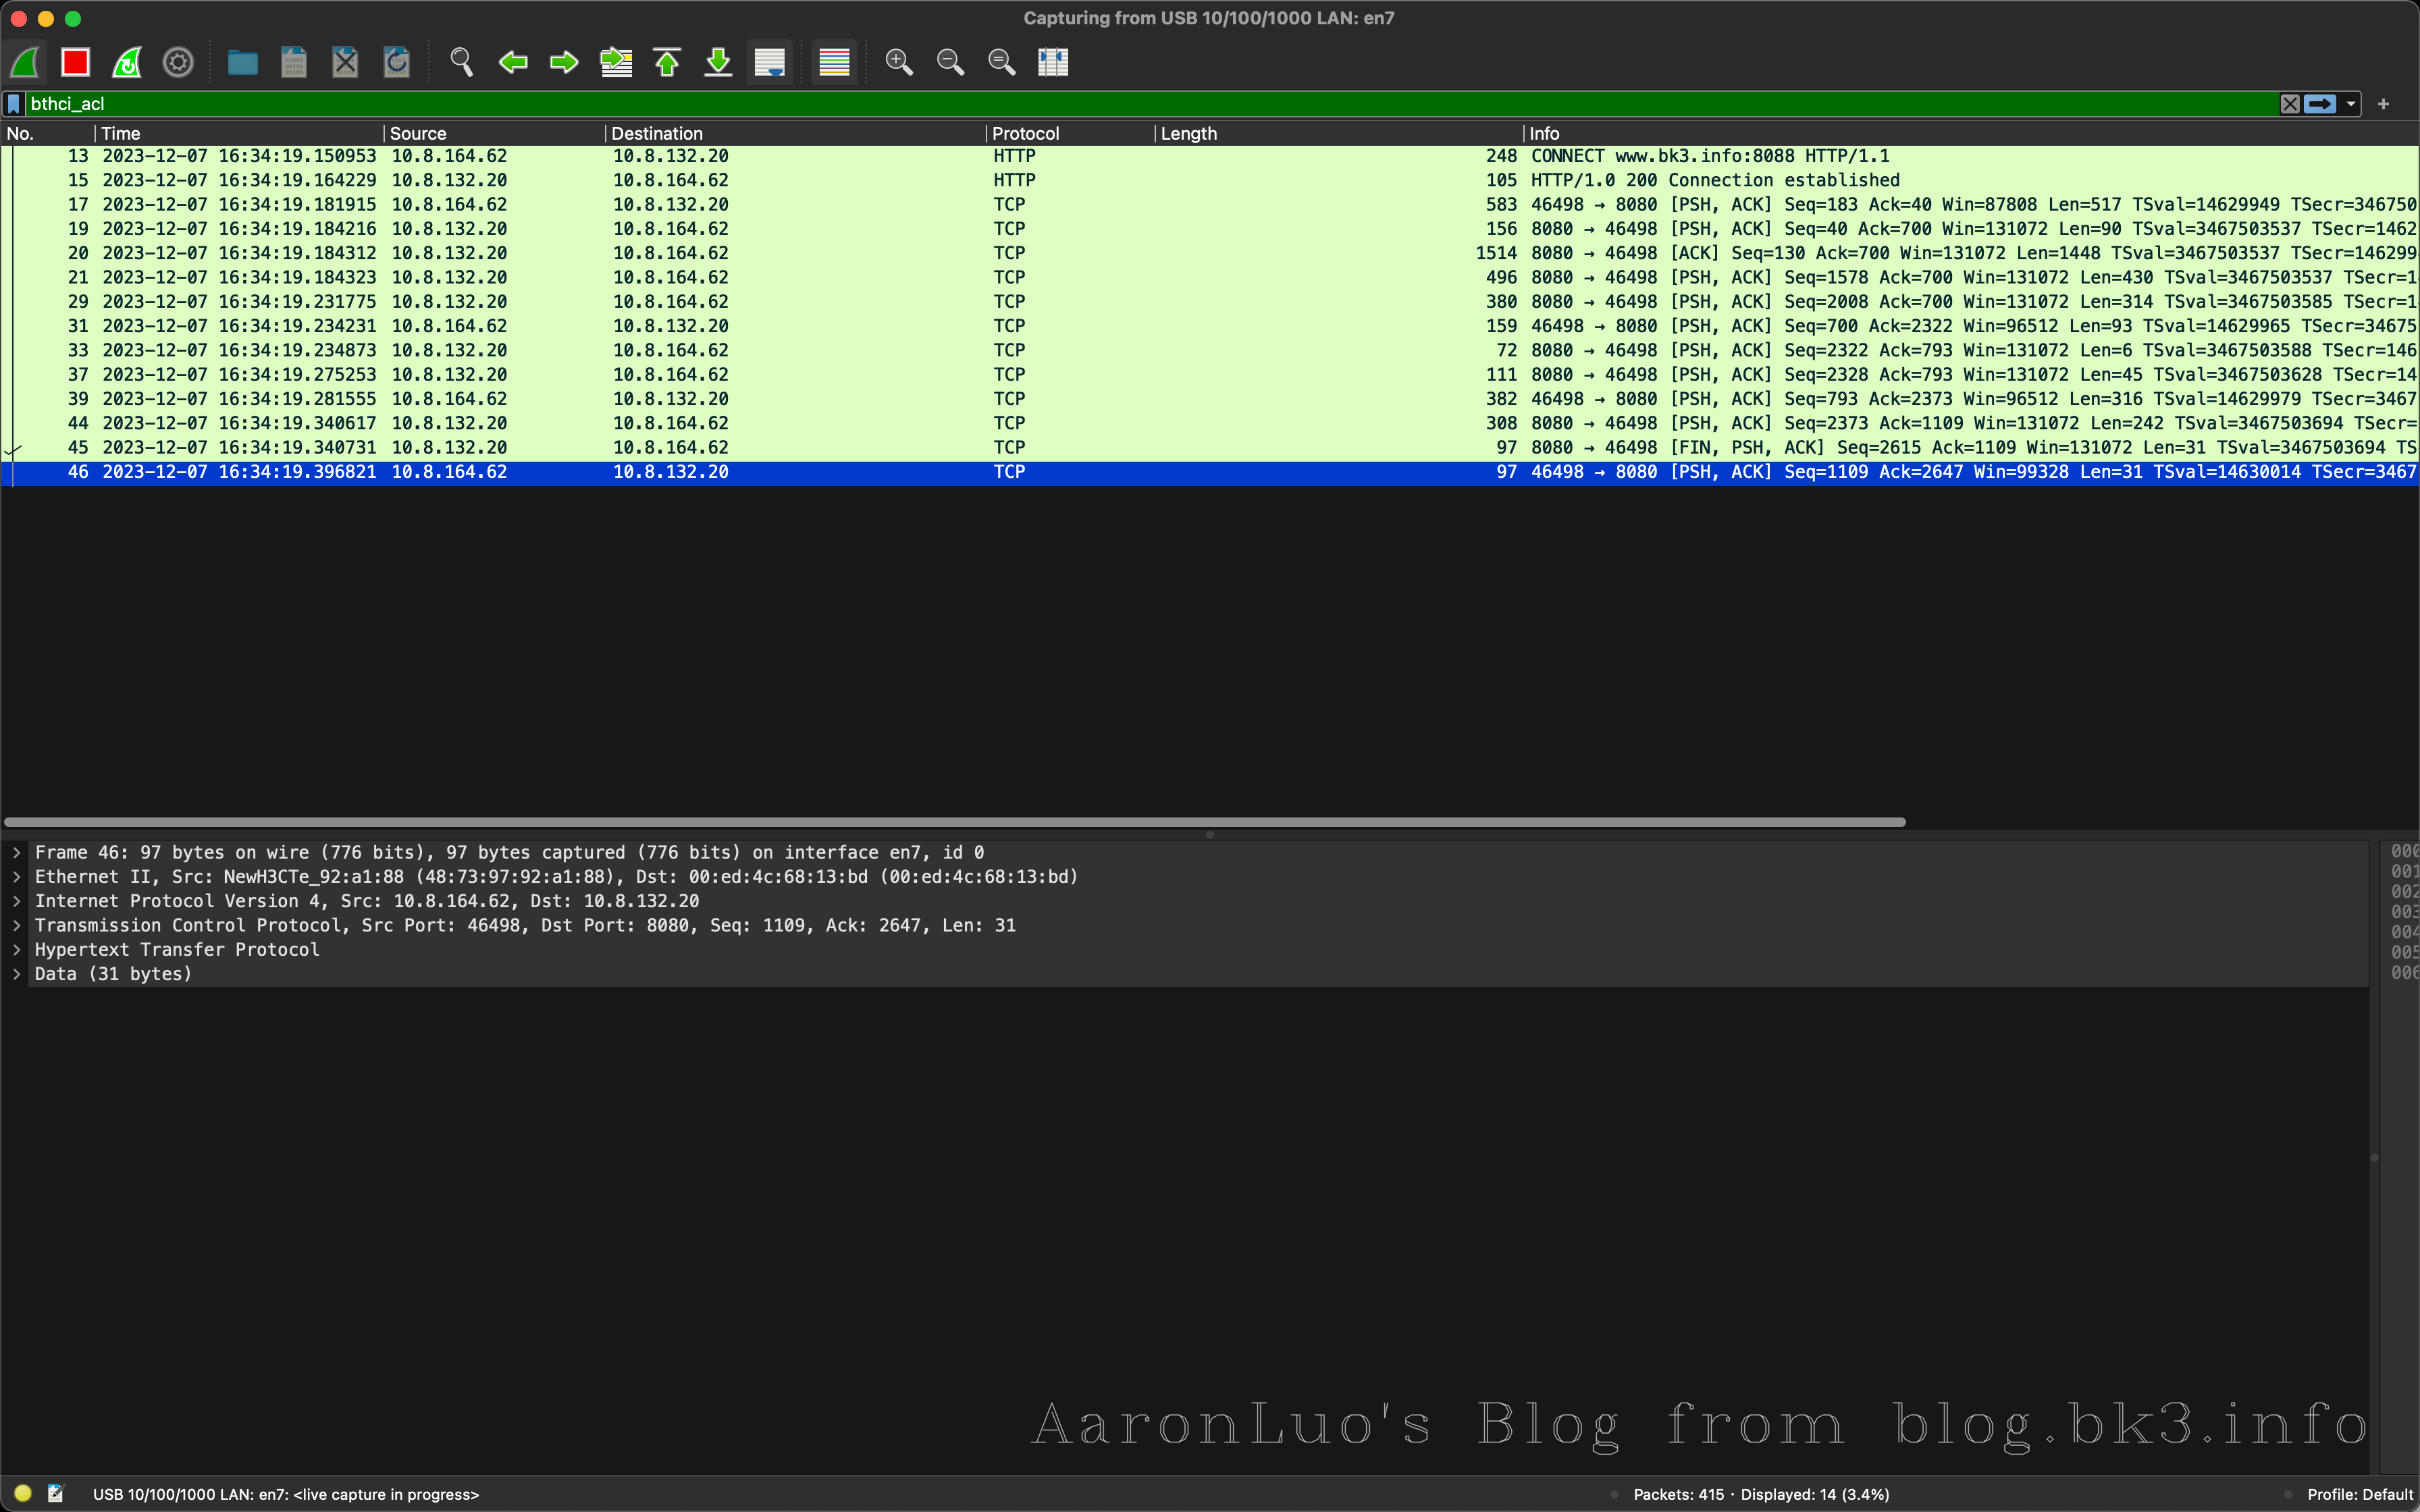 Capturing from USB 10/100/1000 LAN: en7
bthci_acl
No. Time Source Destination Protocol Length Info
13 2023-12-07 16:34:19.150953 10.8.164.62 10.8.132.20 HTTP 248 CONNECT www.bk3.info:8088 HTTP/1.1
15 2023-12-07 16:34:19.164229 10.8.132.20 10.8.164.62 HTTP 105 HTTP/1.0 200 Connection established
17 2023-12-07 16:34:19.181915 10.8.164.62 10.8.132.20 TCP 583 46498 → 8080 [PSH, ACK] Seq=183 Ack=40 Win=87808 Len=517 TSval=14629949 TSecr=346750
19 2023-12-07 16:34:19.184216 10.8.132.20 10.8.164.62 TCP 156 8080 → 46498 [PSH, ACK] Seq=40 Ack=700 Win=131072 Len=90 TSval=3467503537 TSecr=1462
20 2023-12-07 16:34:19.184312 10.8.132.20 10.8.164.62 TCP 1514 8080 → 46498 [ACK] Seq=130 Ack=700 Win=131072 Len=1448 TSval=3467503537 TSecr=146299
21 2023-12-07 16:34:19.184323 10.8.132.20 10.8.164.62 TCP 496 8080 → 46498 [PSH, ACK] Seq=1578 Ack=700 Win=131072 Len=430 TSval=3467503537 TSecr=1
29 2023-12-07 16:34:19.231775 10.8.132.20 10.8.164.62 TCP 380 8080 → 46498 [PSH, ACK] Seq=2008 Ack=700 Win=131072 Len=314 TSval=3467503585 TSecr=1
31 2023-12-07 16:34:19.234231 10.8.164.62 10.8.132.20 TCP 159 46498 → 8080 [PSH, ACK] Seq=700 Ack=2322 Win=96512 Len=93 TSval=14629965 TSecr=34675
33 2023-12-07 16:34:19.234873 10.8.132.20 10.8.164.62 TCP 72 8080 → 46498 [PSH, ACK] Seq=2322 Ack=793 Win=131072 Len=6 TSval=3467503588 TSecr=146
37 2023-12-07 16:34:19.275253 10.8.132.20 10.8.164.62 TCP 111 8080 → 46498 [PSH, ACK] Seq=2328 Ack=793 Win=131072 Len=45 TSval=3467503628 TSecr=14
39 2023-12-07 16:34:19.281555 10.8.164.62 10.8.132.20 TCP 382 46498 → 8080 [PSH, ACK] Seq=793 Ack=2373 Win=96512 Len=316 TSval=14629979 TSecr=3467
44 2023-12-07 16:34:19.340617 10.8.132.20 10.8.164.62 TCP 308 8080 → 46498 [PSH, ACK] Seq=2373 Ack=1109 Win=131072 Len=242 TSval=3467503694 TSecr=
45 2023-12-07 16:34:19.340731 10.8.132.20 10.8.164.62 TCP 97 8080 → 46498 [FIN, PSH, ACK] Seq=2615 Ack=1109 Win=131072 Len=31 TSval=3467503694 TS
46 2023-12-07 16:34:19.396821 10.8.164.62 10.8.132.20 TCP 97 46498 → 8080 [PSH, ACK] Seq=1109 Ack=2647 Win=99328 Len=31 TSval=14630014 TSecr=3467
Frame 46: 97 bytes on wire (776 bits), 97 bytes captured (776 bits) on interface en7, id 0
Ethernet II, Src: NewH3CTe_92:a1:88 (48:73:97:92:a1:88), Dst: 00:ed:4c:68:13:bd (00:ed:4c:68:13:bd)
Internet Protocol Version 4, Src: 10.8.164.62, Dst: 10.8.132.20
Transmission Control Protocol, Src Port: 46498, Dst Port: 8080, Seq: 1109, Ack: 2647, Len: 31
Hypertext Transfer Protocol
Data (31 bytes)
000
001
002
003
004
005
006
AaronLuo's Blog from blog.bk3.info
USB 10/100/1000 LAN: en7: <live capture in progress>
Packets: 415 · Displayed: 14 (3.4%)
Profile: Default